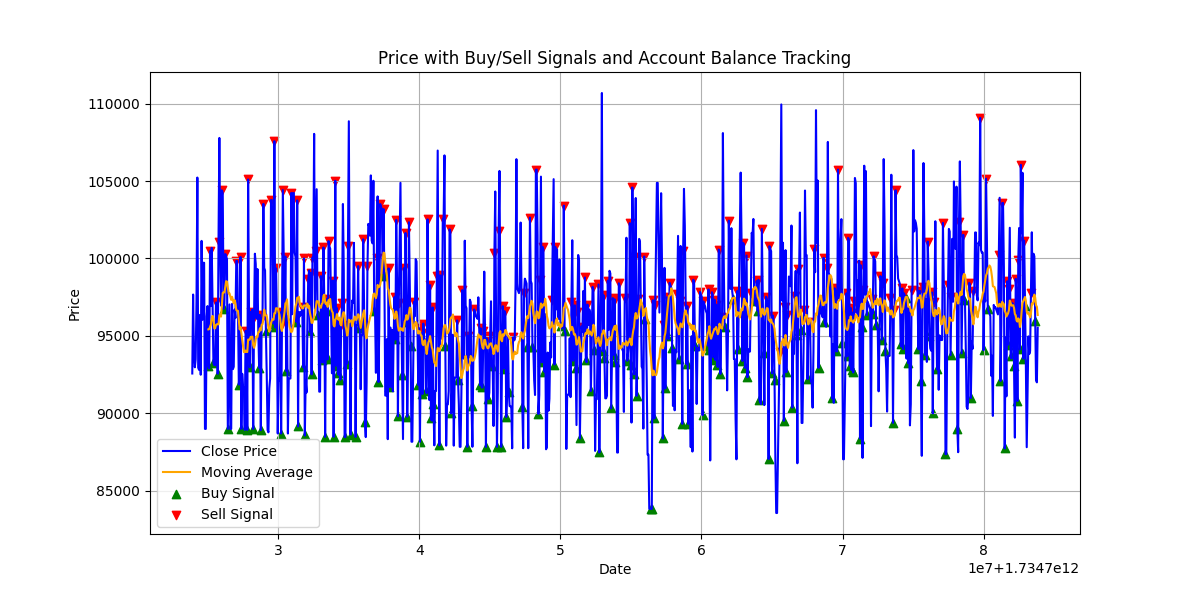 Price with Buy/Sell Signals and Account Balance Tracking
110000
105000
100000
95000
90000
85000
Price
Close Price
Moving Average
Buy Signal
Sell Signal
3 4 5 6 7 8
Date
1e7+1.7347e12